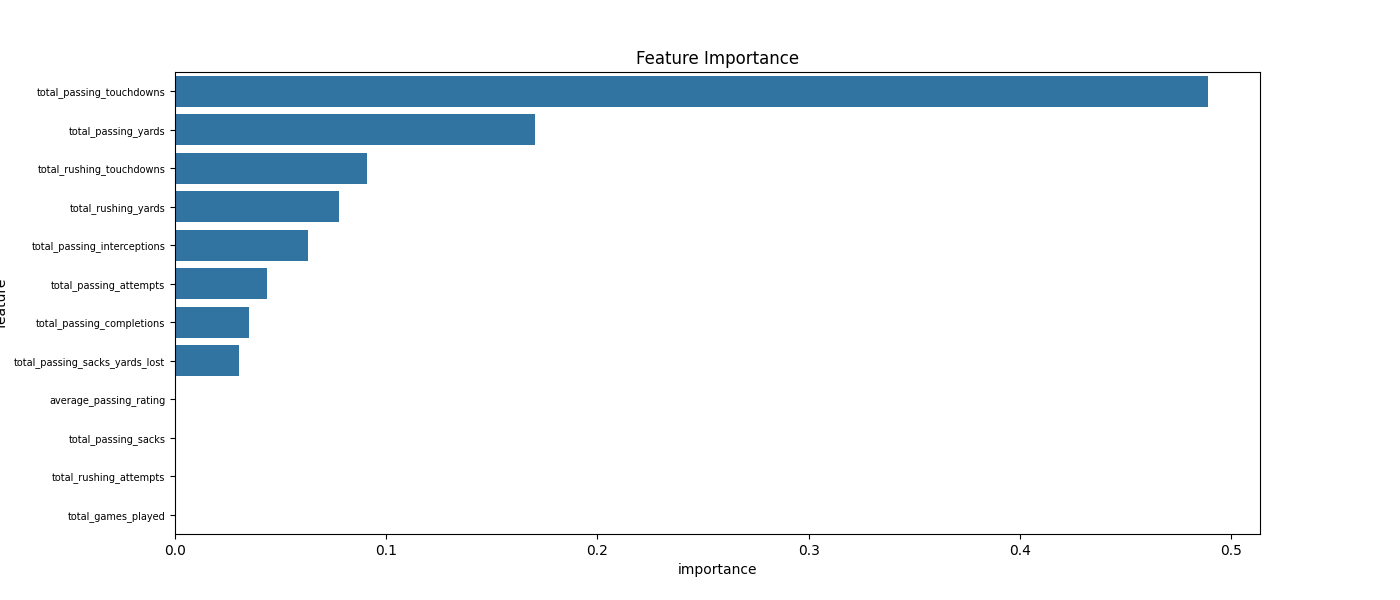 Feature Importance
total_passing_touchdowns
total_passing_yards
total_rushing_touchdowns
total_rushing_yards
total_passing_interceptions
total_passing_attempts
total_passing_completions
total_passing_sacks_yards_lost
average_passing_rating
total_passing_sacks
total_rushing_attempts
total_games_played
feature
0.0 0.1 0.2 0.3 0.4 0.5
importance